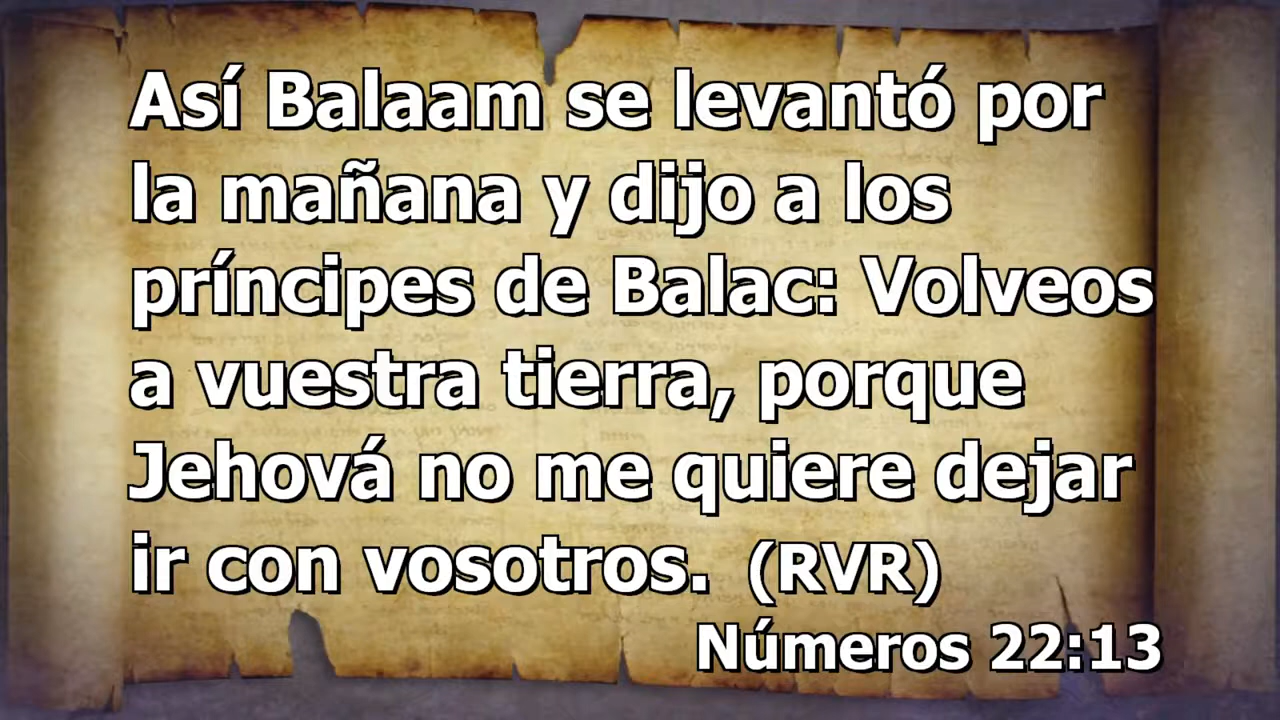 Así Balaam se levantó por
la mañana y dijo a los
príncipes de Balac: Volveos
a vuestra tierra, porque
Jehová no me quiere dejar
ir con vosotros. (RVR)
Números 22:13